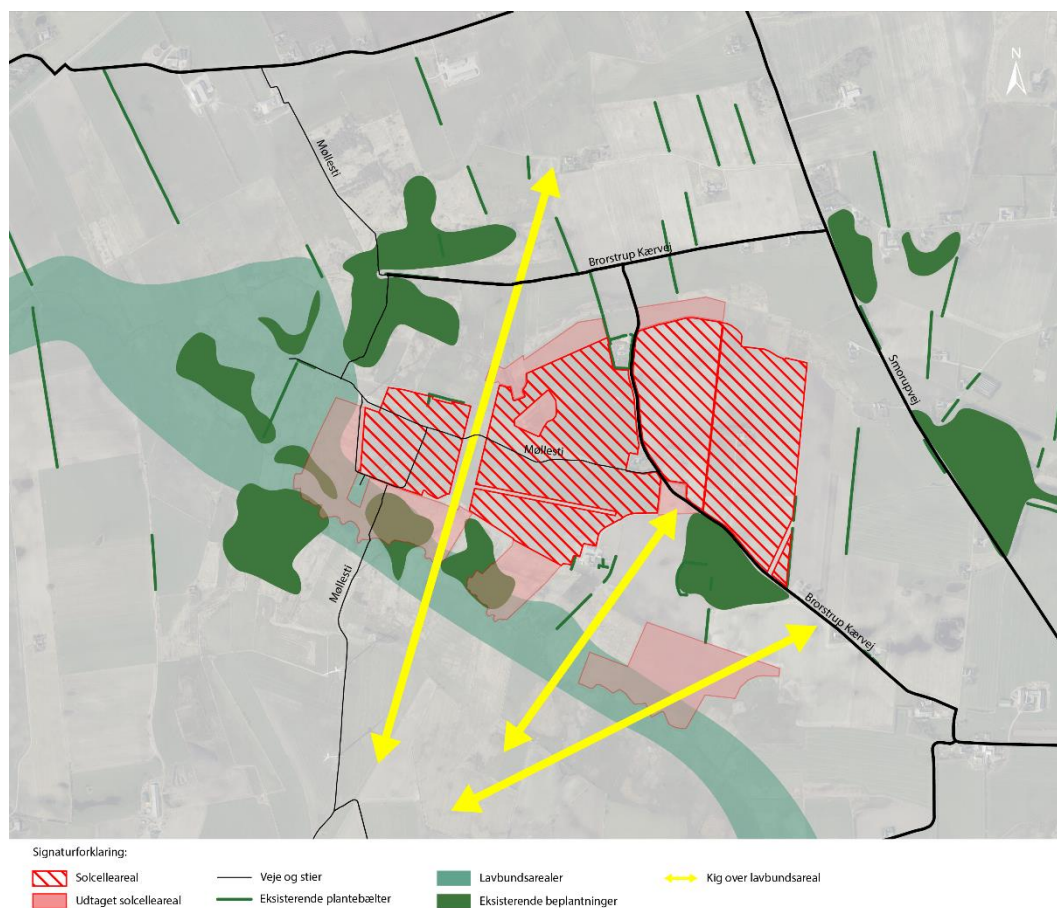 N
Møllesti
Brorstrup Kærvej
Smorupvej
Møllesti
Møllesti
Brorstrup Kærvej
Signaturforklaring:
Solcelleareal
Veje og stier
Lavbundsarealer
Kig over lavbundsareal
Udtaget solcelleareal
Eksisterende plantebælter
Eksisterende beplantninger